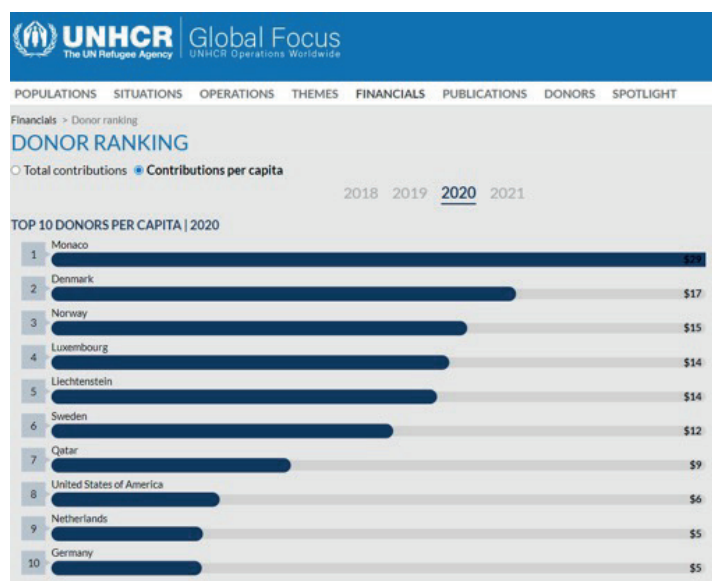 UNHCR
The UN Refugee Agency
Global Focus
UNHCR Operations Worldwide
POPULATIONS SITUATIONS OPERATIONS THEMES FINANCIALS PUBLICATIONS DONORS SPOTLIGHT
Financials > Donor ranking
DONOR RANKING
Total contributions Contributions per capita
2018 2019 2020 2021
TOP 10 DONORS PER CAPITA | 2020
1 Monaco $29
2 Denmark $17
3 Norway $15
4 Luxembourg $14
5 Liechtenstein $14
6 Sweden $12
7 Qatar $9
8 United States of America $6
9 Netherlands $5
10 Germany $5